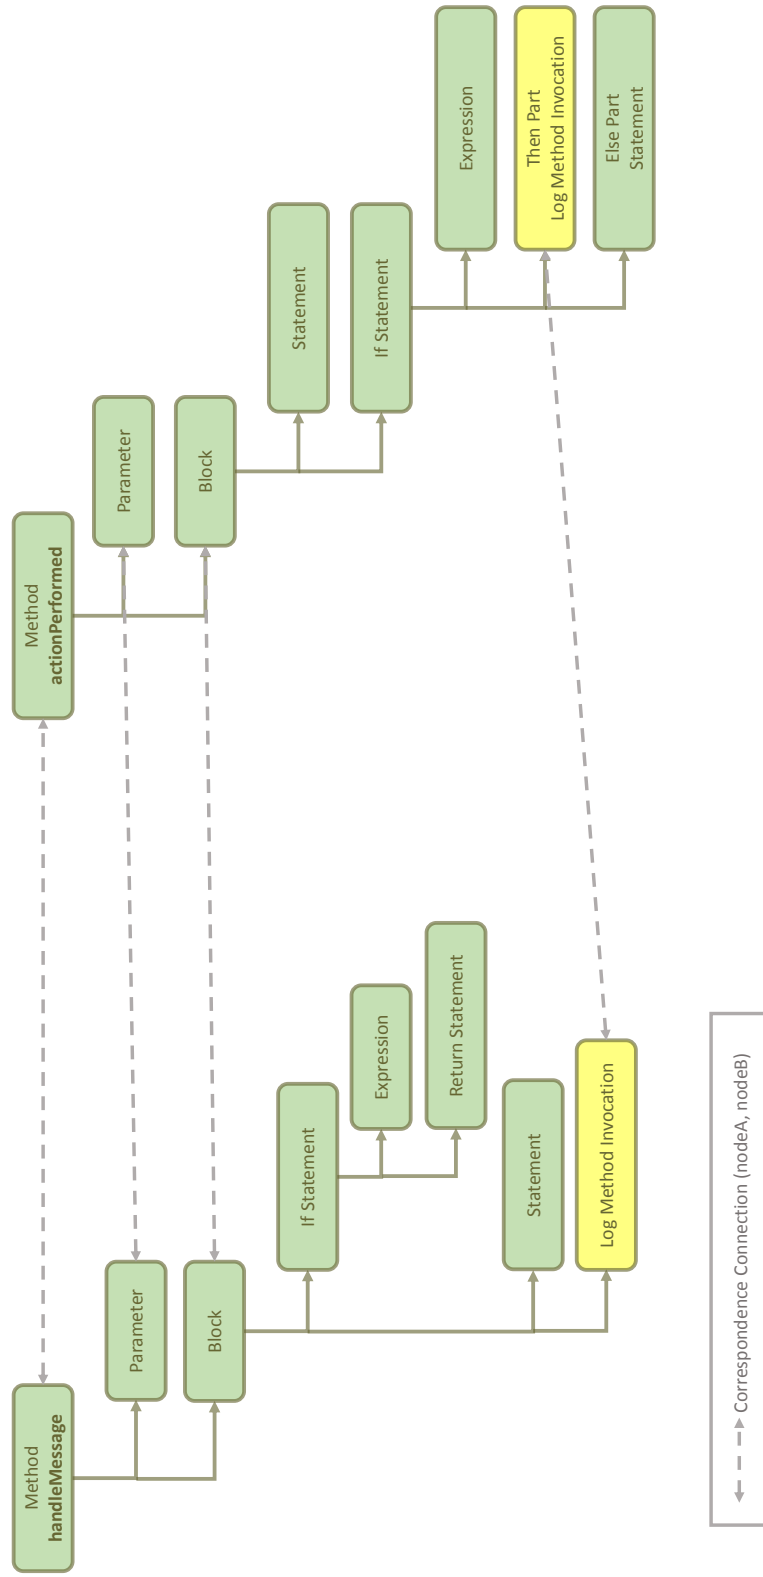 Method
handleMessage
Parameter
Block
If Statement
Expression
Return Statement
Statement
Log Method Invocation
Method
actionPerformed
Parameter
Block
Statement
If Statement
Expression
Then Part
Log Method Invocation
Else Part
Statement
Correspondence Connection (nodeA, nodeB)